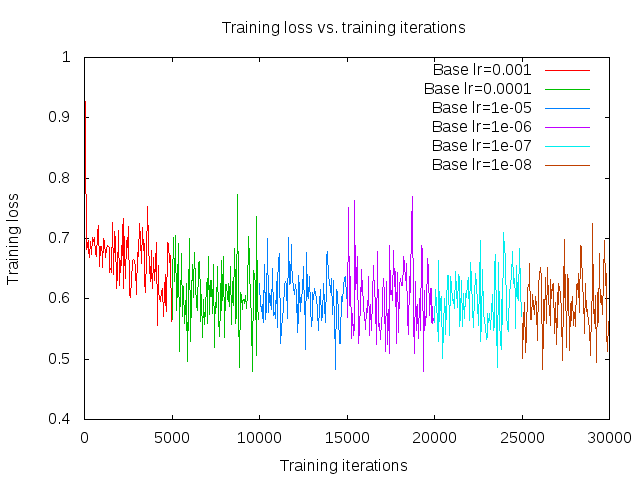 Training loss vs. training iterations
1
0.9
0.8
0.7
0.6
0.5
0.4
Training loss
Base lr=0.001
Base lr=0.0001
Base lr=1e-05
Base lr=1e-06
Base lr=1e-07
Base lr=1e-08
0 5000 10000 15000 20000 25000 30000
Training iterations